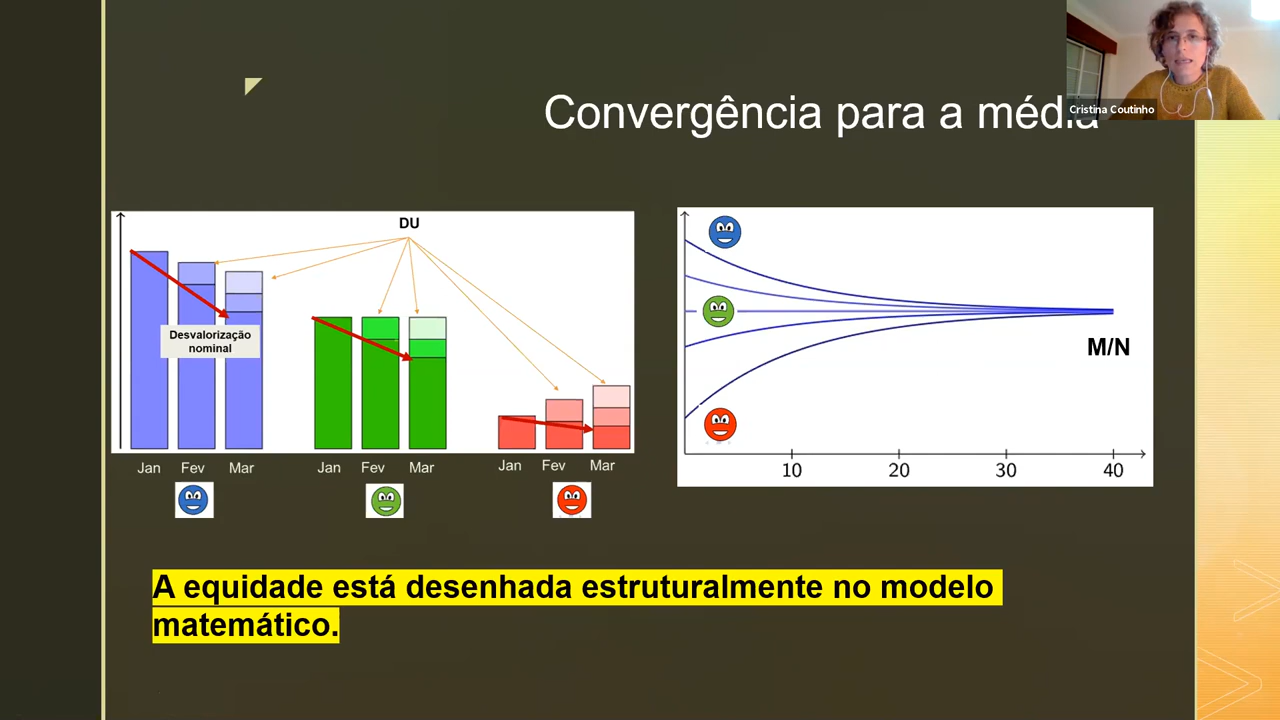 Cristina Coutinho
Convergência para a média
DU
Desvalorização
nominal
Jan Fev Mar
Jan Fev Mar
Jan Fev Mar
M/N
10 20 30 40
A equidade está desenhada estruturalmente no modelo
matemático.